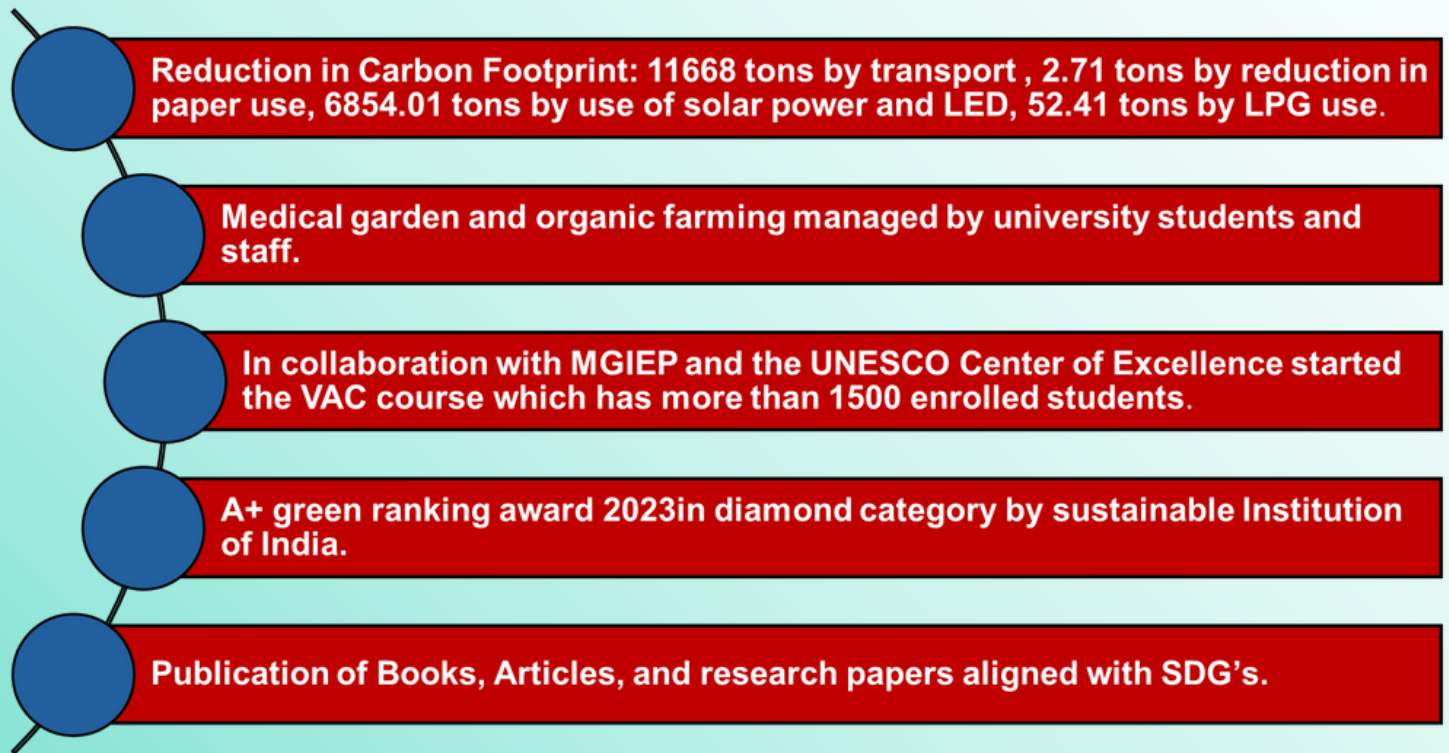 Reduction in Carbon Footprint: 11668 tons by transport , 2.71 tons by reduction in
paper use, 6854.01 tons by use of solar power and LED, 52.41 tons by LPG use.
Medical garden and organic farming managed by university students and
staff.
In collaboration with MGIEP and the UNESCO Center of Excellence started
the VAC course which has more than 1500 enrolled students.
A+ green ranking award 2023in diamond category by sustainable Institution
of India.
Publication of Books, Articles, and research papers aligned with SDG’s.